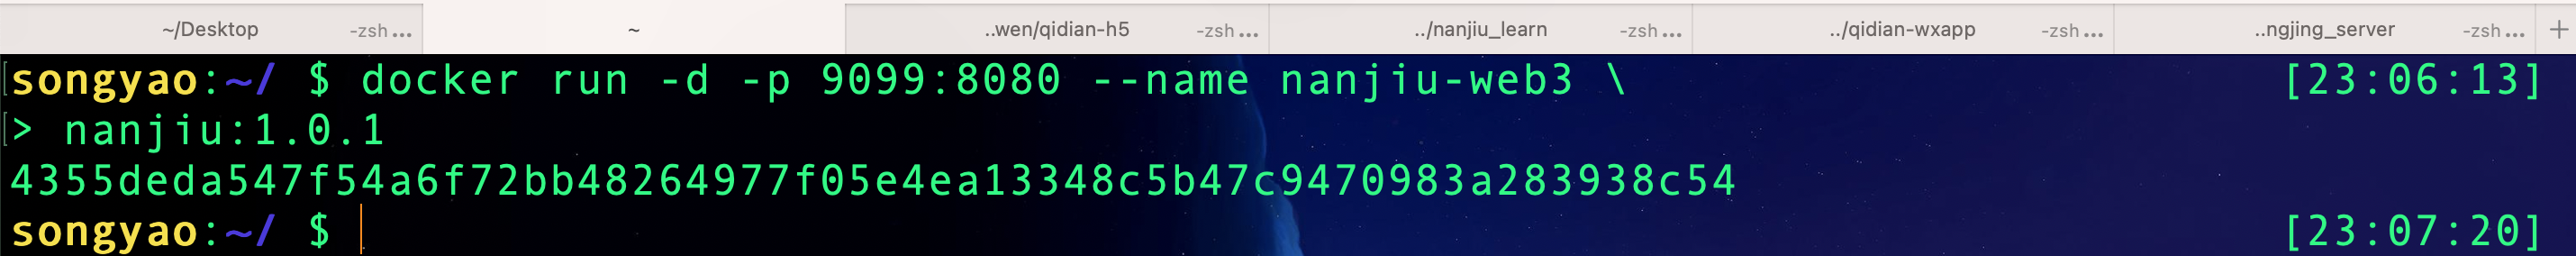 ~/Desktop -zsh ... ~ ..wen/qidian-h5 -zsh ... ../nanjiu_learn -zsh ... ../qidian-wxapp -zsh ... ..ngjing_server -zsh ... +
[songyao:~/ $ docker run -d -p 9099:8080 --name nanjiu-web3 \ [23:06:13]
[> nanjiu:1.0.1
4355deda547f54a6f72bb48264977f05e4ea13348c5b47c9470983a283938c54
songyao:~/ $ [23:07:20]